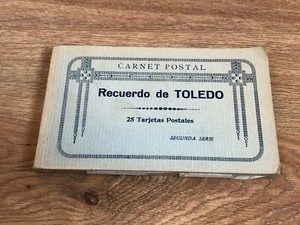 CARNET POSTAL
Recuerdo de TOLEDO
25 Tarjetas Postales
SEGUNDA SERIE